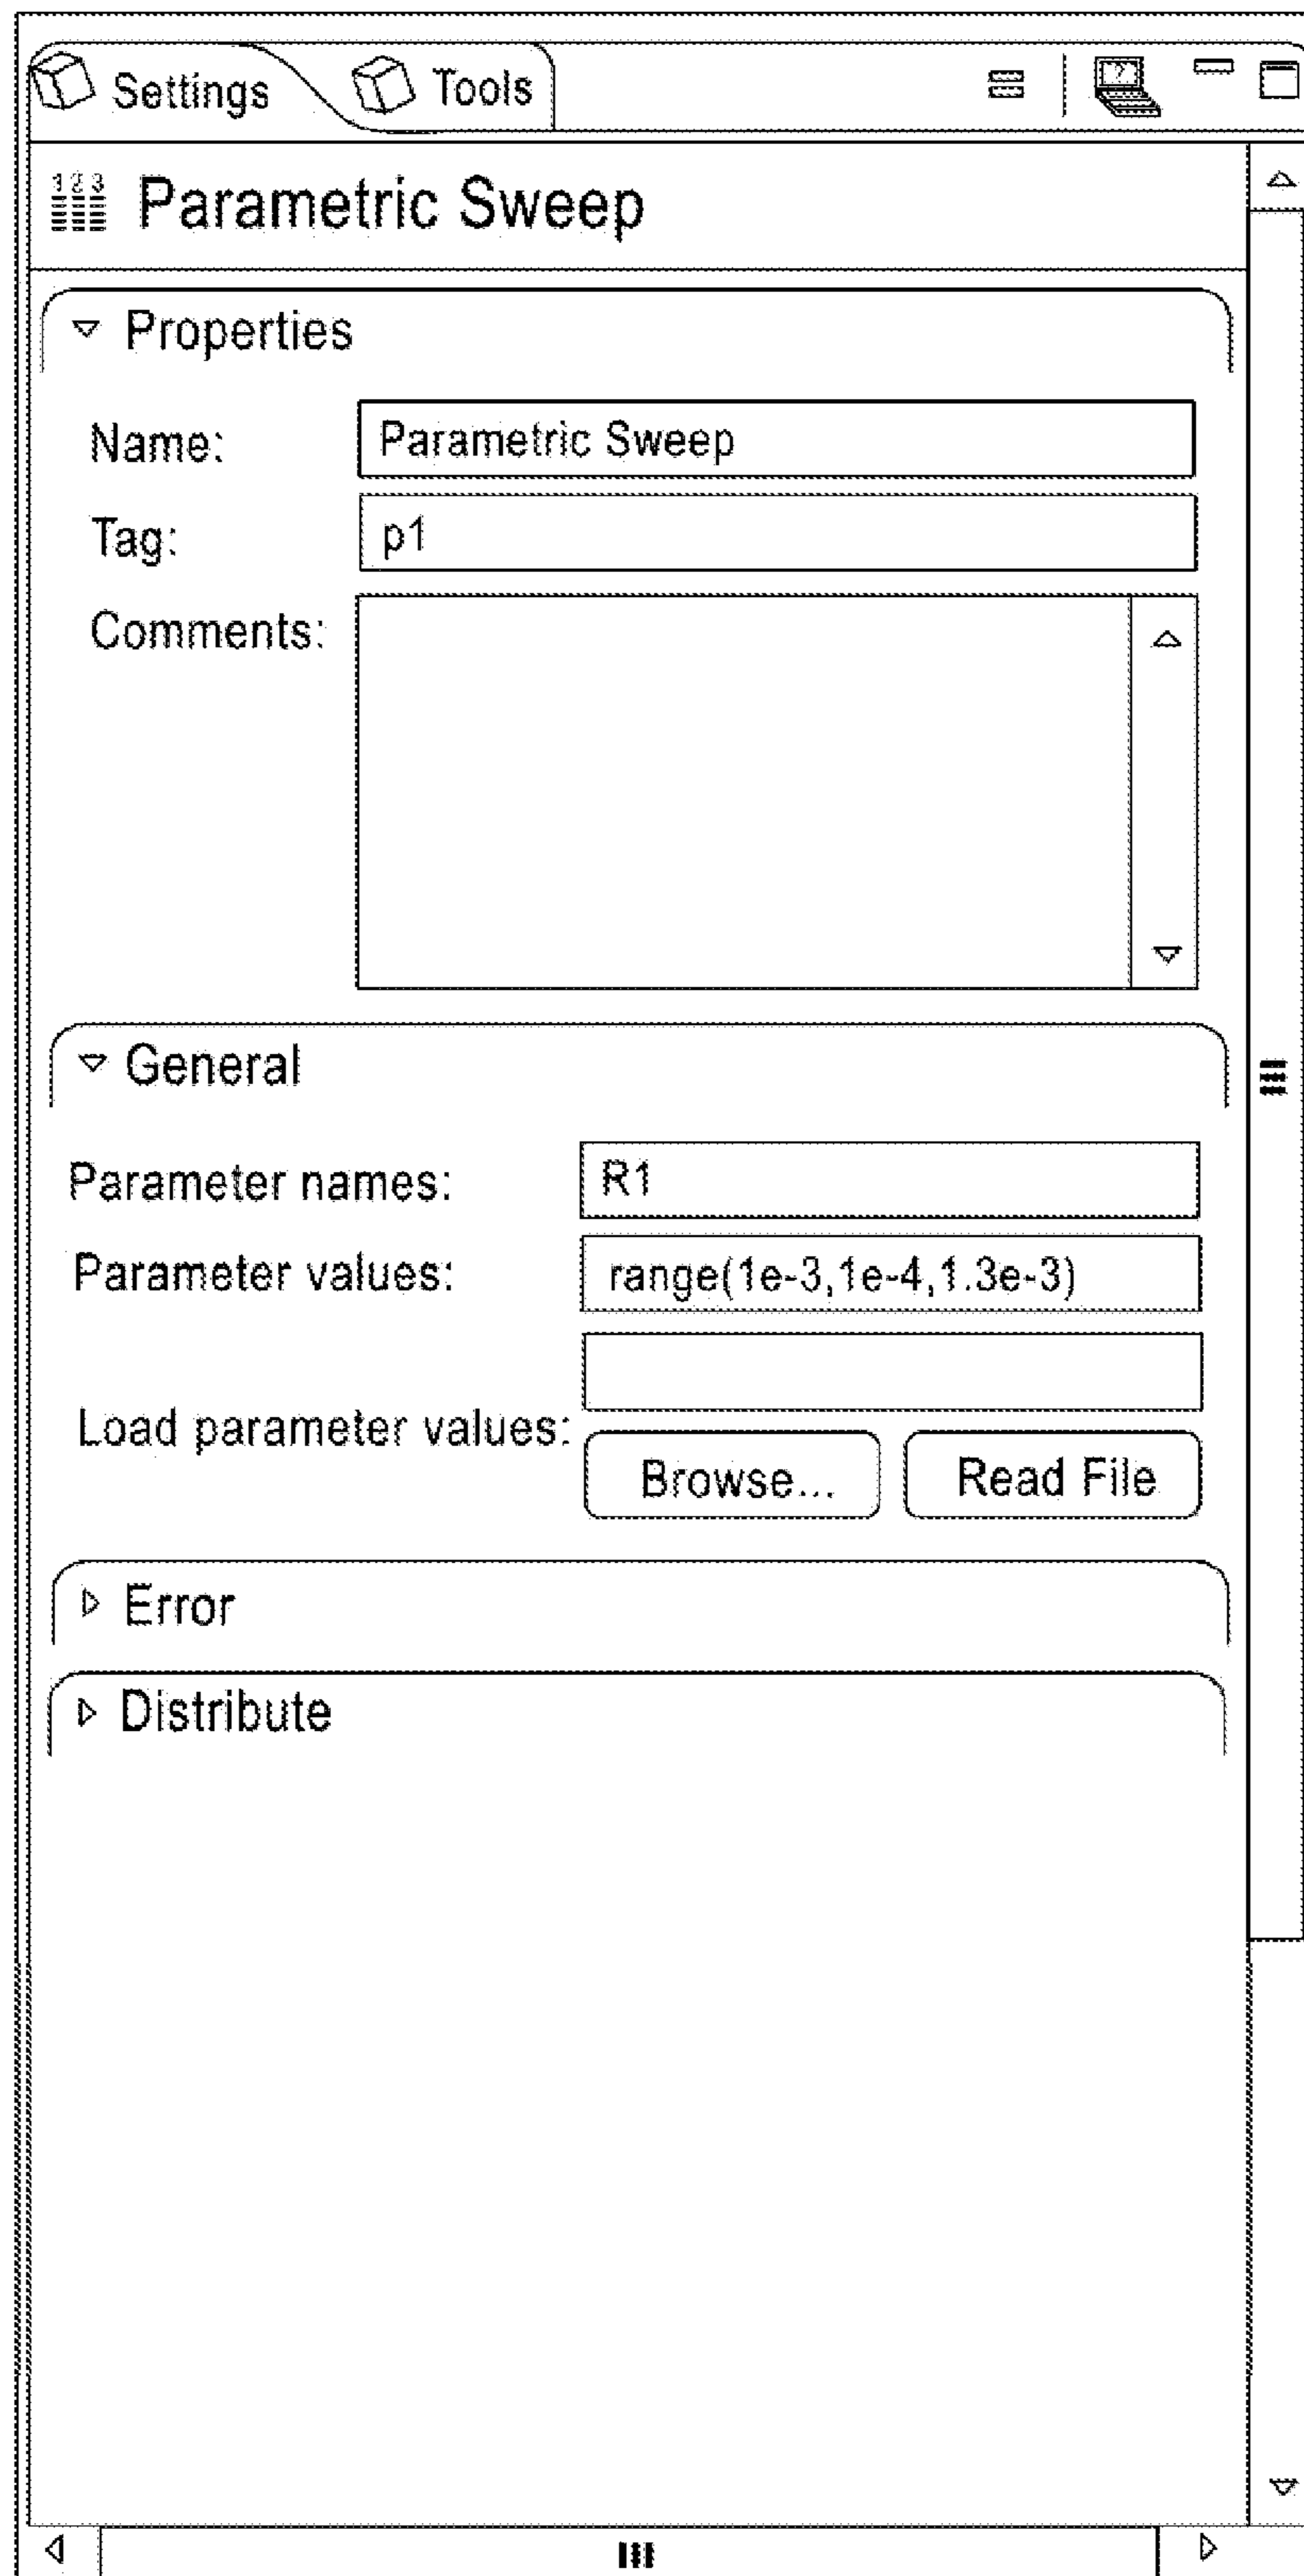 Settings Tools
123 Parametric Sweep
Properties
Name: Parametric Sweep
Tag: p1
Comments:
General
Parameter names: R1
Parameter values: range(1e-3,1e-4,1.3e-3)
Load parameter values:
Browse... Read File
Error
Distribute